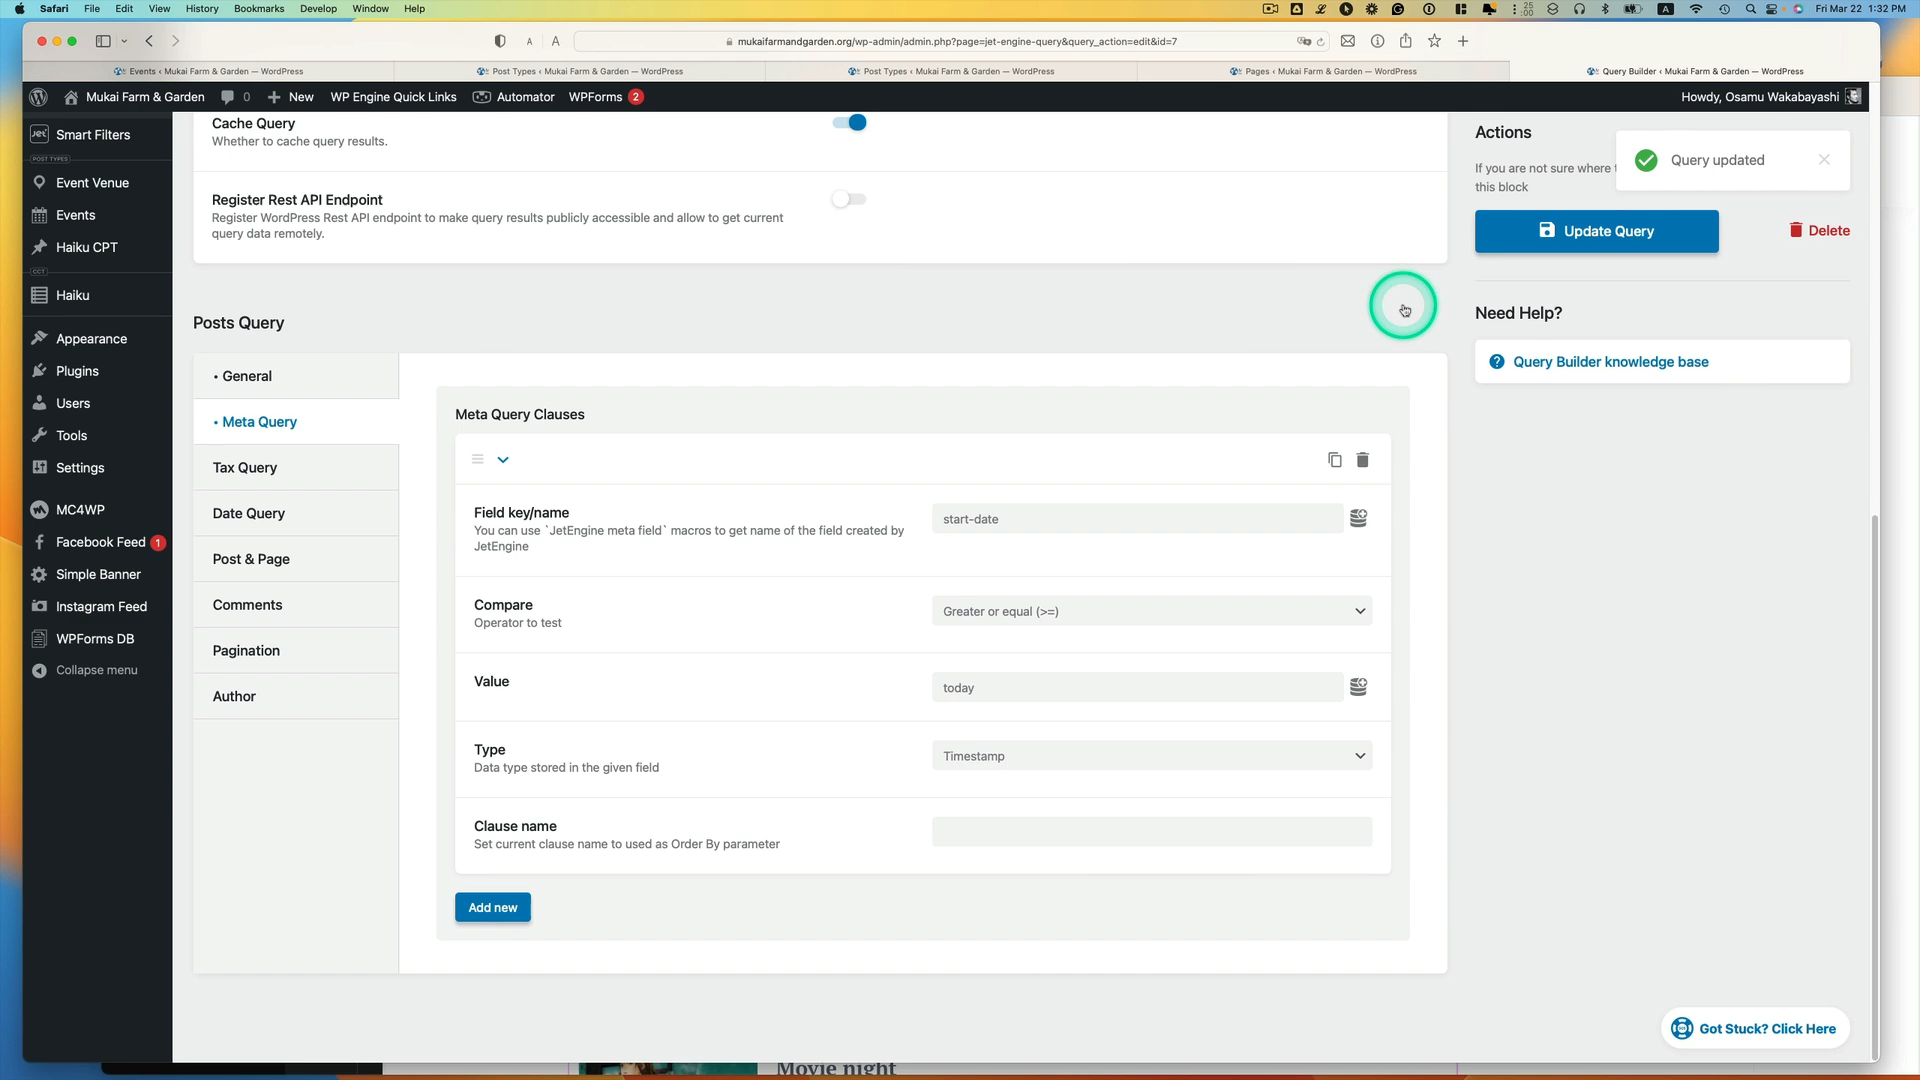 Safari File Edit View History Bookmarks Develop Window Help
Fri Mar 22 1:32 PM
mukaifarmandgarden.org/wp-admin/admin.php?page=jet-engine-query&query_action=edit&id=7
Events ‹ Mukai Farm & Garden — WordPress
Post Types ‹ Mukai Farm & Garden — WordPress
Post Types ‹ Mukai Farm & Garden — WordPress
Pages ‹ Mukai Farm & Garden — WordPress
Query Builder ‹ Mukai Farm & Garden — WordPress
Mukai Farm & Garden 0 New WP Engine Quick Links Automator WPForms 2
Howdy, Osamu Wakabayashi
Smart Filters
POST TYPES
Event Venue
Events
Haiku CPT
CCT
Haiku
Appearance
Plugins
Users
Tools
Settings
MC4WP
Facebook Feed 1
Simple Banner
Instagram Feed
WPForms DB
Collapse menu
Cache Query
Whether to cache query results.
Register Rest API Endpoint
Register WordPress Rest API endpoint to make query results publicly accessible and allow to get current
query data remotely.
Posts Query
• General
• Meta Query
Tax Query
Date Query
Post & Page
Comments
Pagination
Author
Meta Query Clauses
Field key/name
You can use `JetEngine meta field` macros to get name of the field created by
JetEngine
start-date
Compare
Operator to test
Greater or equal (>=)
Value
today
Type
Data type stored in the given field
Timestamp
Clause name
Set current clause name to used as Order By parameter
Add new
Actions
If you are not sure where
this block
Query updated
Update Query
Delete
Need Help?
Query Builder knowledge base
Got Stuck? Click Here
Movie night